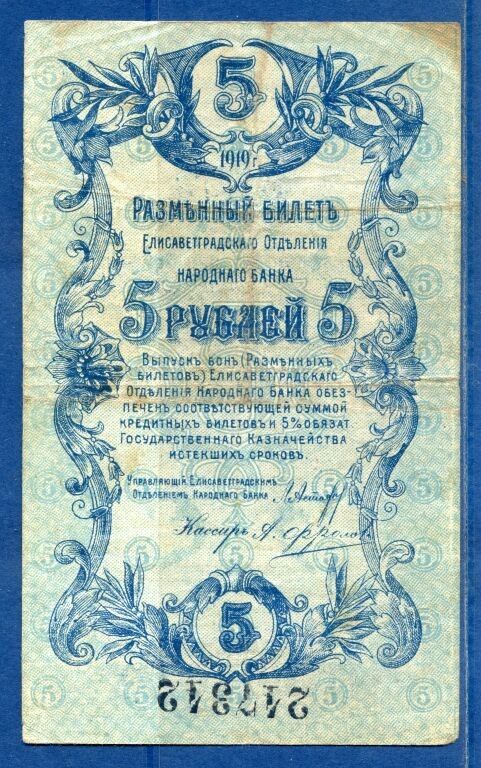 5
1919 г
РАЗМѢННЫЙ БИЛЕТЪ
ЕЛИСАВЕТГРАДСКАГО ОТДѢЛЕНІЯ
НАРОДНАГО БАНКА
5 РУБЛЕЙ 5
ВЫПУСКЪ БОНЪ (РАЗМѢННЫХЪ
БИЛЕТОВЪ) ЕЛИСАВЕТГРАДСКАГО
ОТДѢЛЕНІЯ НАРОДНАГО БАНКА ОБЕЗ-
ПЕЧЕНЪ СООТВѢТСТВУЮЩЕЙ СУММОЙ
КРЕДИТНЫХЪ БИЛЕТОВЪ И 5% ОБЯЗАТ.
ГОСУДАРСТВЕННАГО КАЗНАЧЕЙСТВА
ИСТЕКШИХЪ СРОКОВЪ.
УПРАВЛЯЮЩІЙ ЕЛИСАВЕТГРАДСКИМЪ
ОТДѢЛЕНІЕМЪ НАРОДНАГО БАНКА
Кассиръ А. Фролов
5
247342